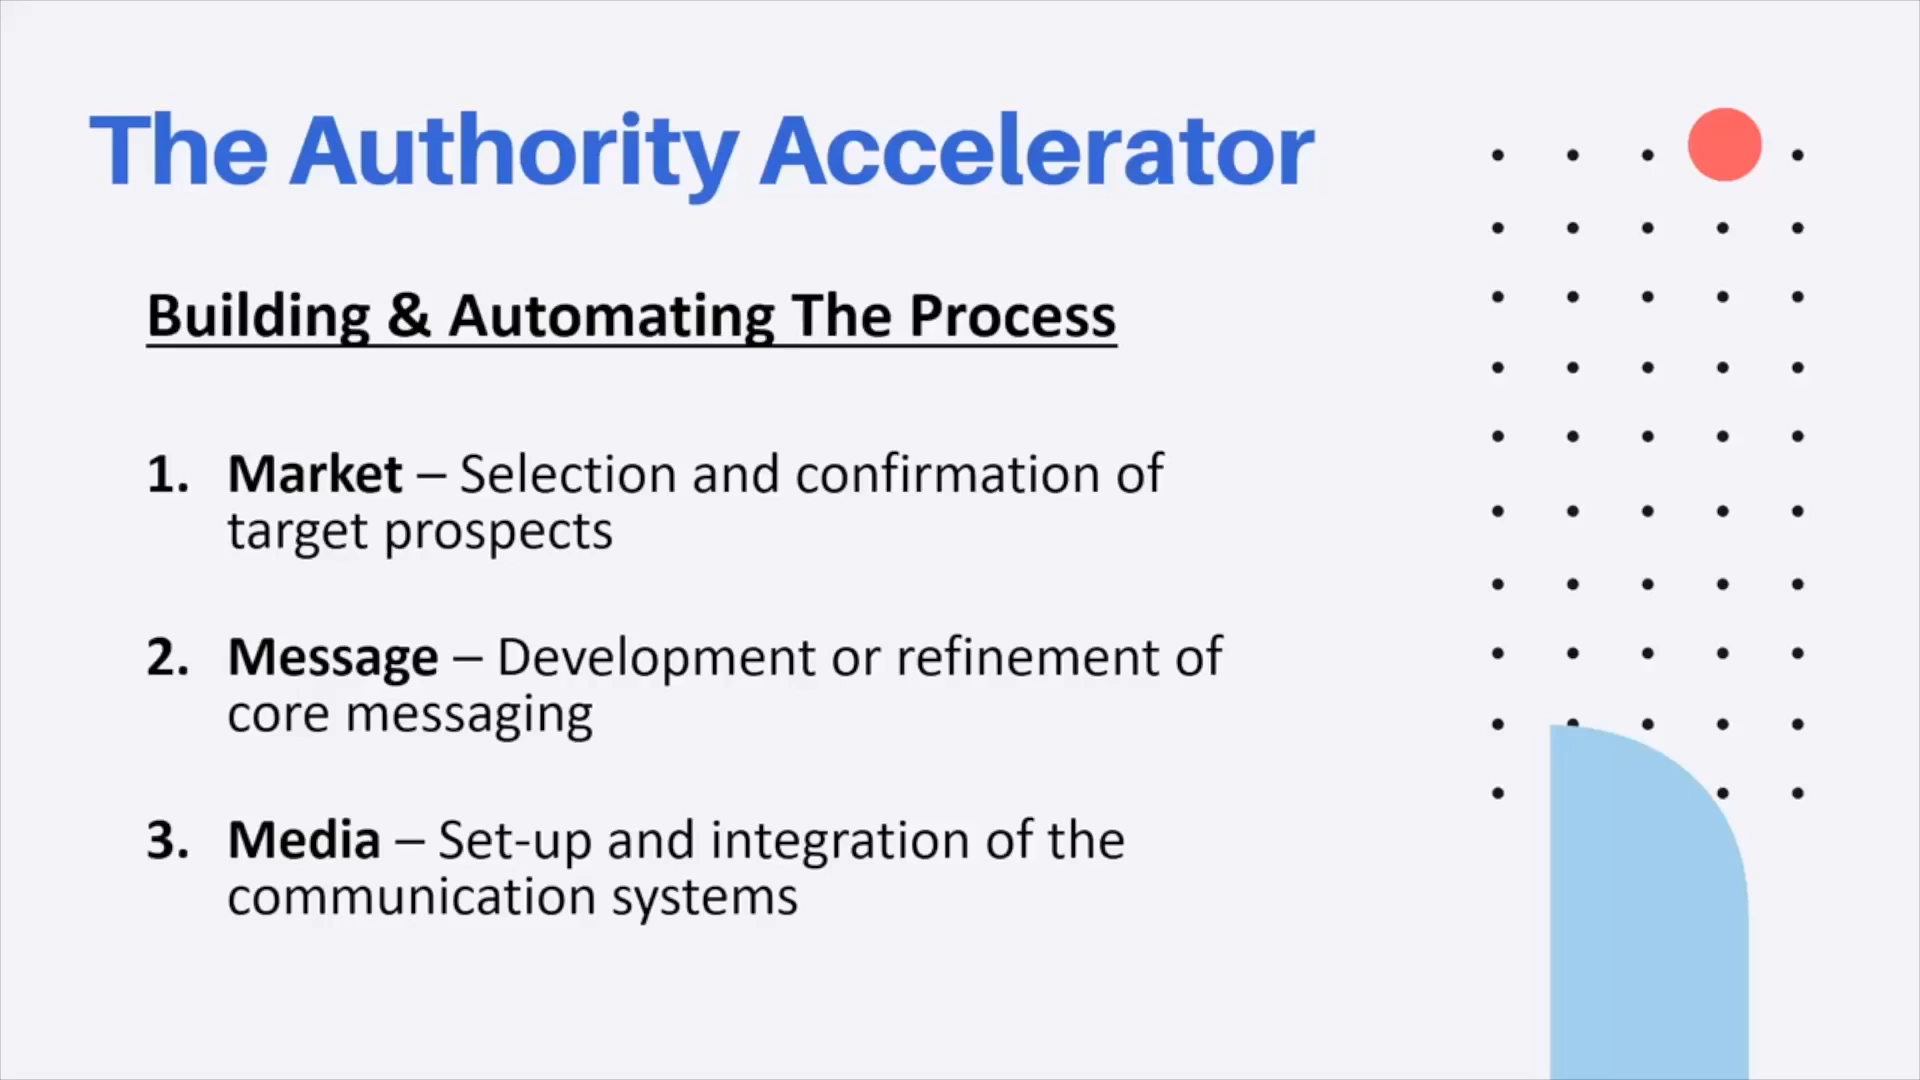 The Authority Accelerator
Building & Automating The Process
1. Market – Selection and confirmation of
target prospects
2. Message – Development or refinement of
core messaging
3. Media – Set-up and integration of the
communication systems